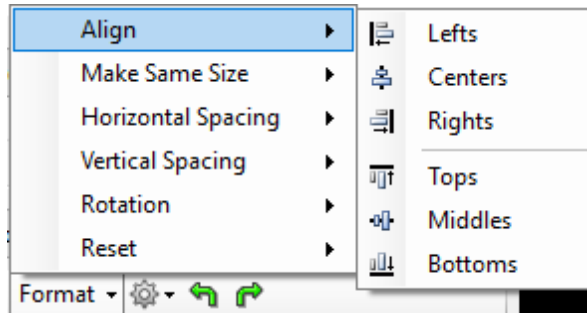 Align
Make Same Size
Horizontal Spacing
Vertical Spacing
Rotation
Reset
Format
Lefts
Centers
Rights
Tops
Middles
Bottoms